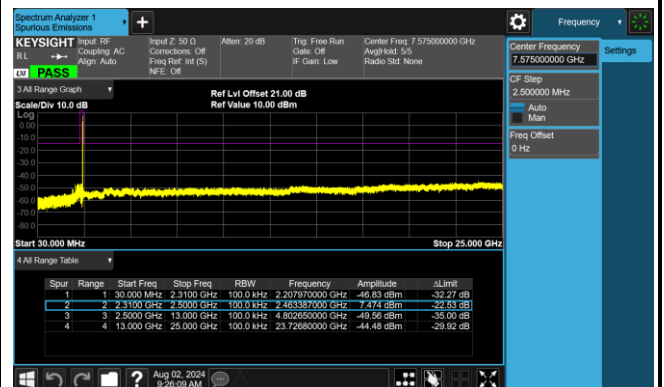 Spectrum Analyzer 1
Spurious Emissions
Frequency
KEYSIGHT Input: RF Input Z: 50 Ω Atten: 20 dB Trig: Free Run Center Freq: 7.575000000 GHz
R L Coupling: AC Corrections: Off Gate: Off Avg|Hold: 5/5
Align: Auto Freq Ref: Int (S) IF Gain: Low Radio Std: None
NFE: Off
LXI PASS
Center Frequency
7.575000000 GHz
Settings
CF Step
2.500000 MHz
Auto
Man
Freq Offset
0 Hz
3 All Range Graph
Scale/Div 10.0 dB
Ref Lvl Offset 21.00 dB
Ref Value 10.00 dBm
Log
0.00
-10.0
-20.0
-30.0
-40.0
-50.0
-60.0
-70.0
-80.0
Start 30.000 MHz Stop 25.000 GHz
4 All Range Table
Spur Range Start Freq Stop Freq RBW Frequency Amplitude ΔLimit
1 1 30.000 MHz 2.3100 GHz 100.0 kHz 2.207970000 GHz -46.83 dBm -32.27 dB
2 2 2.3100 GHz 2.5000 GHz 100.0 kHz 2.463387000 GHz 7.474 dBm -22.53 dB
3 3 2.5000 GHz 13.000 GHz 100.0 kHz 4.802650000 GHz -49.56 dBm -35.00 dB
4 4 13.000 GHz 25.000 GHz 100.0 kHz 23.72680000 GHz -44.48 dBm -29.92 dB
Aug 02, 2024
9:26:09 AM